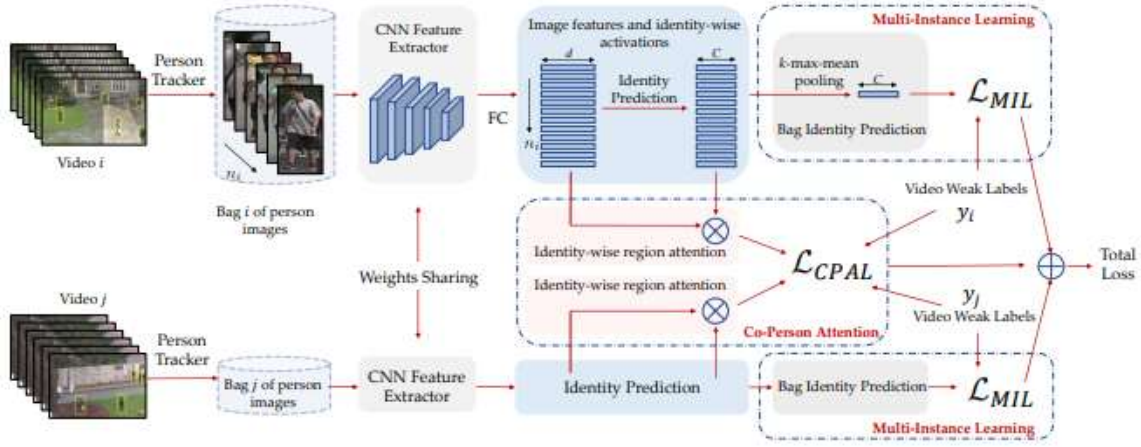 Multi-Instance Learning
Image features and identity-wise
activations
CNN Feature
Extractor
Person
Tracker
d
C
k-max-mean
pooling
C
Identity
Prediction
FC
n_i
ℒ_MIL
Bag Identity Prediction
Video i
n_i
Bag i of person
images
Video Weak Labels
y_i
Identity-wise region attention
Weights Sharing
ℒ_CPAL
Total
Loss
Identity-wise region attention
Video j
y_j
Video Weak Labels
Co-Person Attention
Person
Tracker
Bag j of person
images
CNN Feature
Extractor
Identity Prediction
Bag Identity Prediction
ℒ_MIL
Multi-Instance Learning